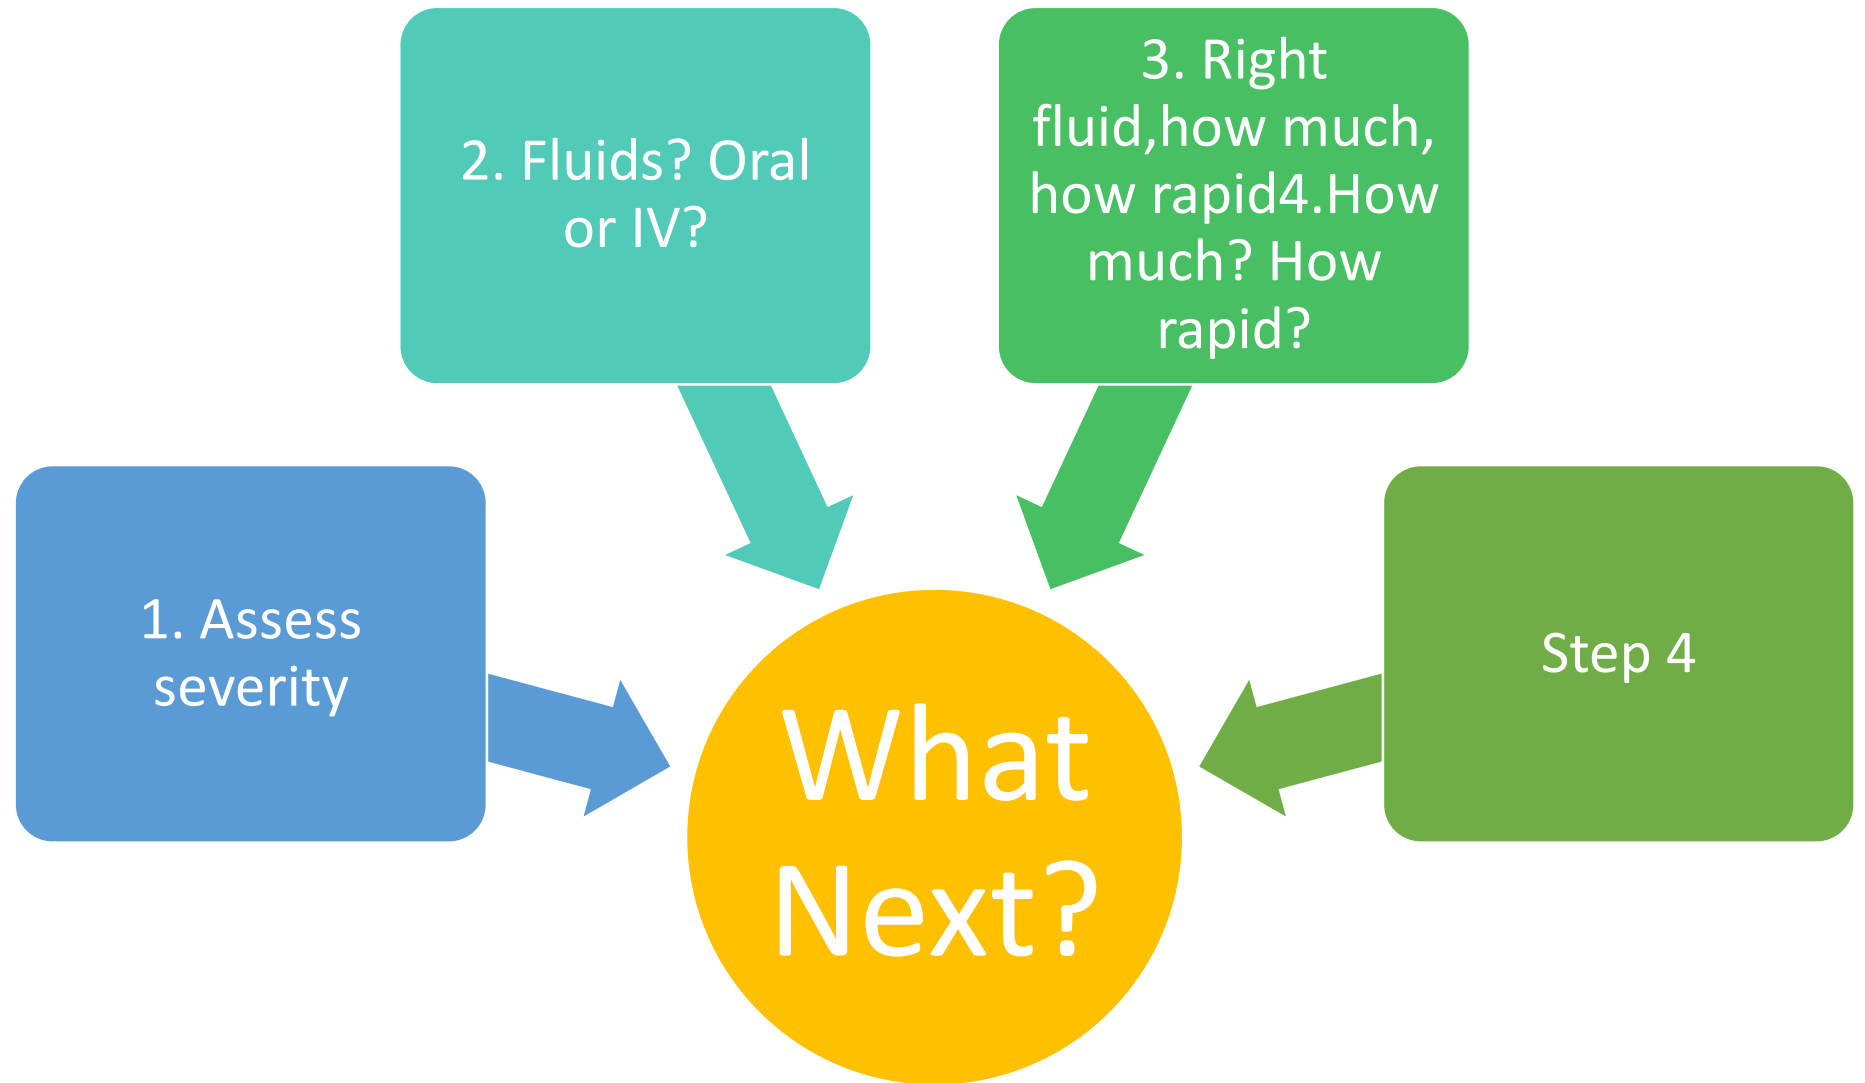 1. Assess
severity
2. Fluids? Oral
or IV?
3. Right
fluid,how much,
how rapid4.How
much? How
rapid?
Step 4
What
Next?